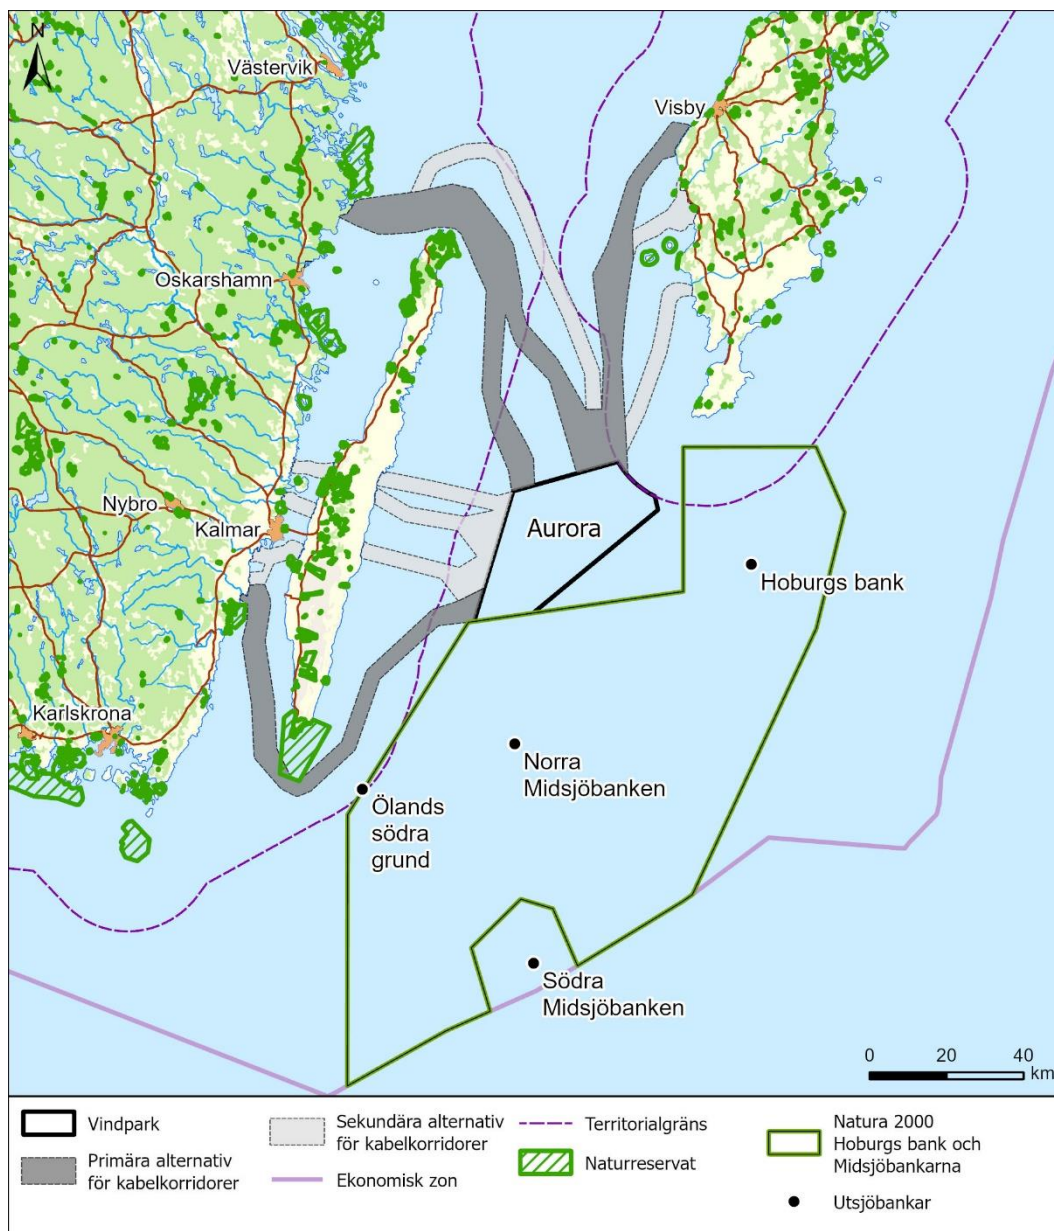 N
Västervik
Visby
Oskarshamn
Nybro
Kalmar
Aurora
Hoburgs bank
Karlskrona
Norra
Midsjöbanken
Ölands
södra
grund
Södra
Midsjöbanken
0 20 40
km
Vindpark
Primära alternativ
för kabelkorridorer
Sekundära alternativ
för kabelkorridorer
Ekonomisk zon
Territorialgräns
Naturreservat
Natura 2000
Hoburgs bank och
Midsjöbankarna
Utsjöbankar